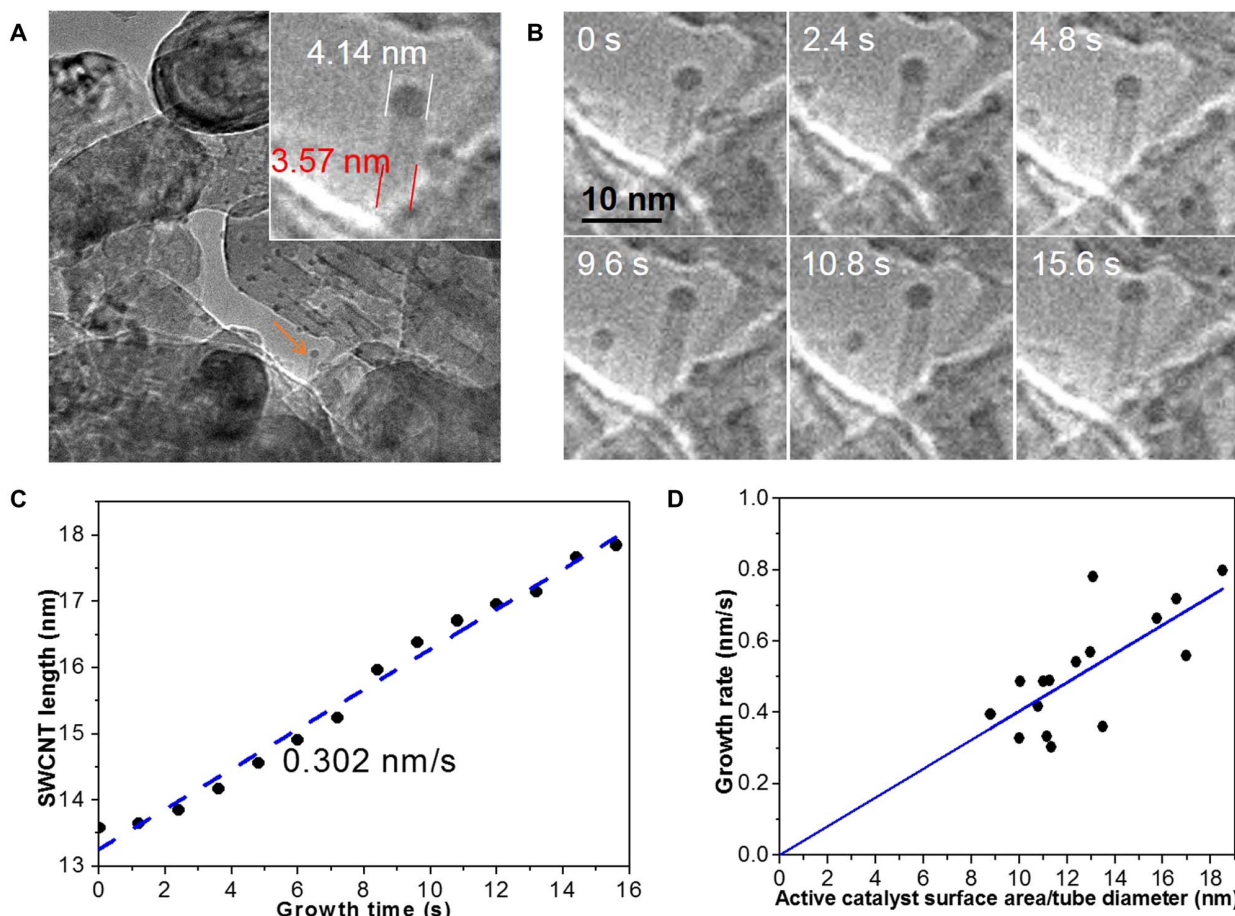 A
4.14 nm
3.57 nm
B
0 s
2.4 s
4.8 s
10 nm
9.6 s
10.8 s
15.6 s
C
SWCNT length (nm)
18
17
16
15
14
13
0.302 nm/s
0 2 4 6 8 10 12 14 16
Growth time (s)
D
Growth rate (nm/s)
1.0
0.8
0.6
0.4
0.2
0.0
0 2 4 6 8 10 12 14 16 18
Active catalyst surface area/tube diameter (nm)